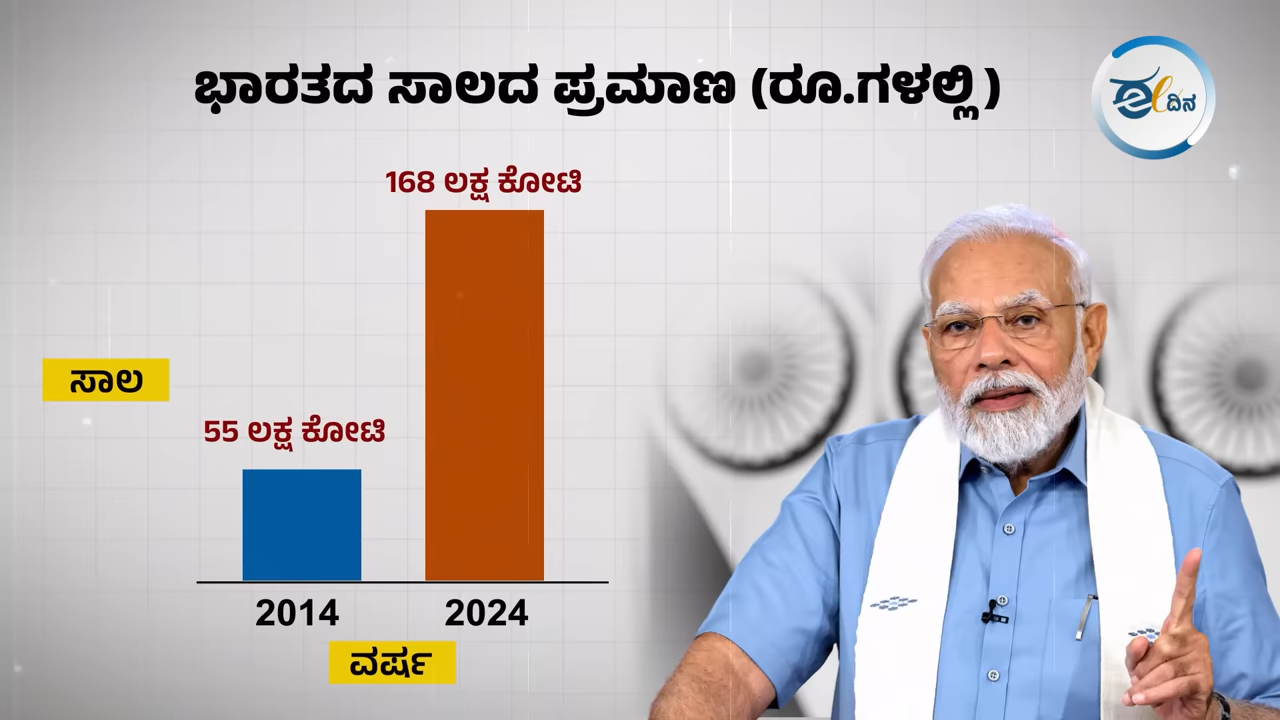 ಭಾರತದ ಸಾಲದ ಪ್ರಮಾಣ (ರೂ.ಗಳಲ್ಲಿ)
ಈ ದಿನ
168 ಲಕ್ಷ ಕೋಟಿ
ಸಾಲ
55 ಲಕ್ಷ ಕೋಟಿ
2014 2024
ವರ್ಷ